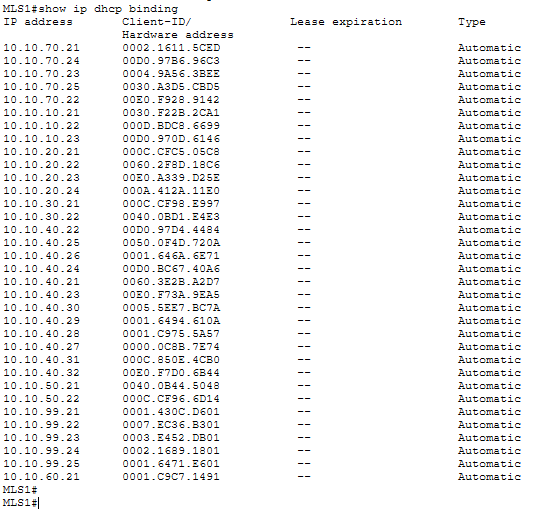 MLS1#show ip dhcp binding
IP address Client-ID/ Lease expiration Type
Hardware address
10.10.70.21 0002.1611.5CED -- Automatic
10.10.70.24 00D0.97B6.96C3 -- Automatic
10.10.70.23 0004.9A56.3BEE -- Automatic
10.10.70.25 0030.A3D5.CBD5 -- Automatic
10.10.70.22 00E0.F928.9142 -- Automatic
10.10.10.21 0030.F22B.2CA1 -- Automatic
10.10.10.22 000D.BDC8.6699 -- Automatic
10.10.10.23 00D0.970D.6146 -- Automatic
10.10.20.21 000C.CFC5.05C8 -- Automatic
10.10.20.22 0060.2F8D.18C6 -- Automatic
10.10.20.23 00E0.A339.D25E -- Automatic
10.10.20.24 000A.412A.11E0 -- Automatic
10.10.30.21 000C.CF98.E997 -- Automatic
10.10.30.22 0040.0BD1.E4E3 -- Automatic
10.10.40.22 00D0.97D4.4484 -- Automatic
10.10.40.25 0050.0F4D.720A -- Automatic
10.10.40.26 0001.646A.6E71 -- Automatic
10.10.40.24 00D0.BC67.40A6 -- Automatic
10.10.40.21 0060.3E2B.A2D7 -- Automatic
10.10.40.23 00E0.F73A.9EA5 -- Automatic
10.10.40.30 0005.5EE7.BC7A -- Automatic
10.10.40.29 0001.6494.610A -- Automatic
10.10.40.28 0001.C975.5A57 -- Automatic
10.10.40.27 0000.0C8B.7E74 -- Automatic
10.10.40.31 000C.850E.4CB0 -- Automatic
10.10.40.32 00E0.F7D0.6B44 -- Automatic
10.10.50.21 0040.0B44.5048 -- Automatic
10.10.50.22 000C.CF96.6D14 -- Automatic
10.10.99.21 0001.430C.D601 -- Automatic
10.10.99.22 0007.EC36.B301 -- Automatic
10.10.99.23 0003.E452.DB01 -- Automatic
10.10.99.24 0002.1689.1801 -- Automatic
10.10.99.25 0001.6471.E601 -- Automatic
10.10.60.21 0001.C9C7.1491 -- Automatic
MLS1#
MLS1#